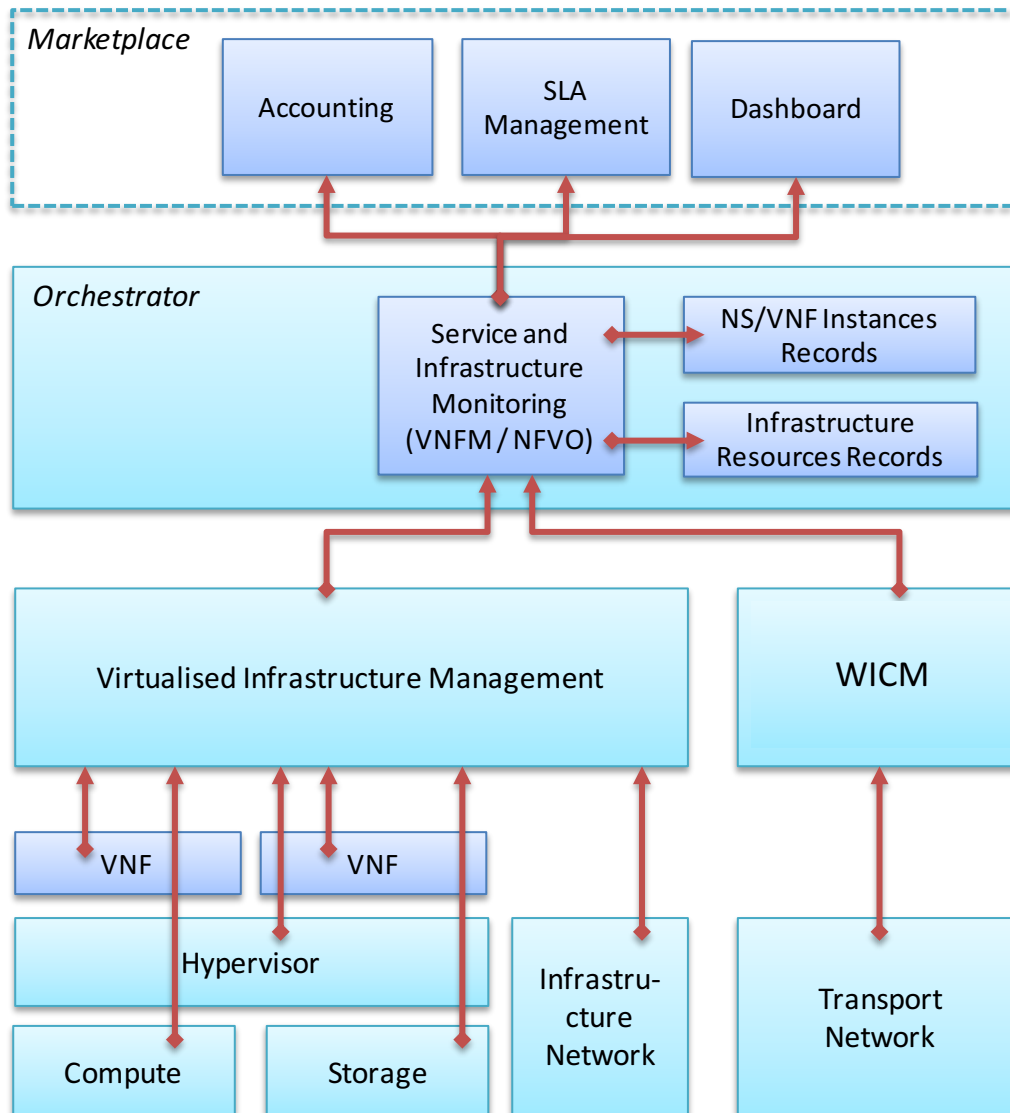 Marketplace
Accounting
SLA
Management
Dashboard
Orchestrator
Service and
Infrastructure
Monitoring
(VNFM / NFVO)
NS/VNF Instances
Records
Infrastructure
Resources Records
Virtualised Infrastructure Management
WICM
VNF
VNF
Hypervisor
Infrastru-
cture
Network
Transport
Network
Compute
Storage